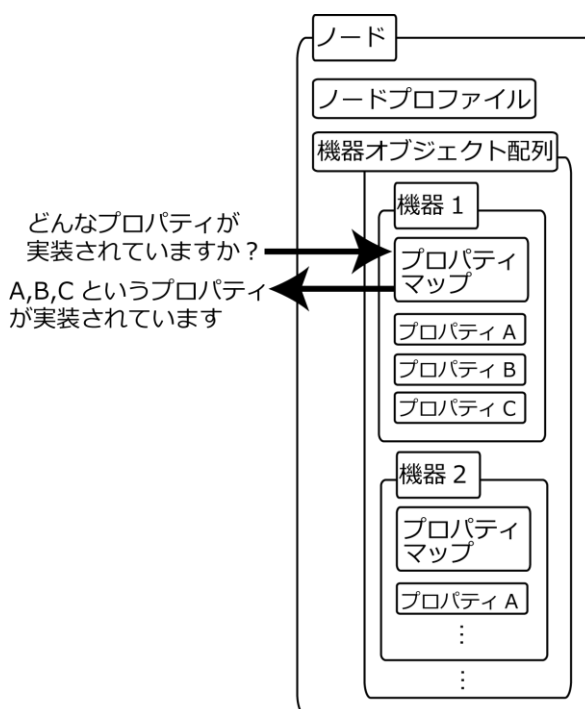 ノード
ノードプロファイル
機器オブジェクト配列
機器 1
どんなプロパティが
実装されていますか？
プロパティ
マップ
A,B,C というプロパティ
が実装されています
プロパティ A
プロパティ B
プロパティ C
機器 2
プロパティ
マップ
プロパティ A
⋮
⋮